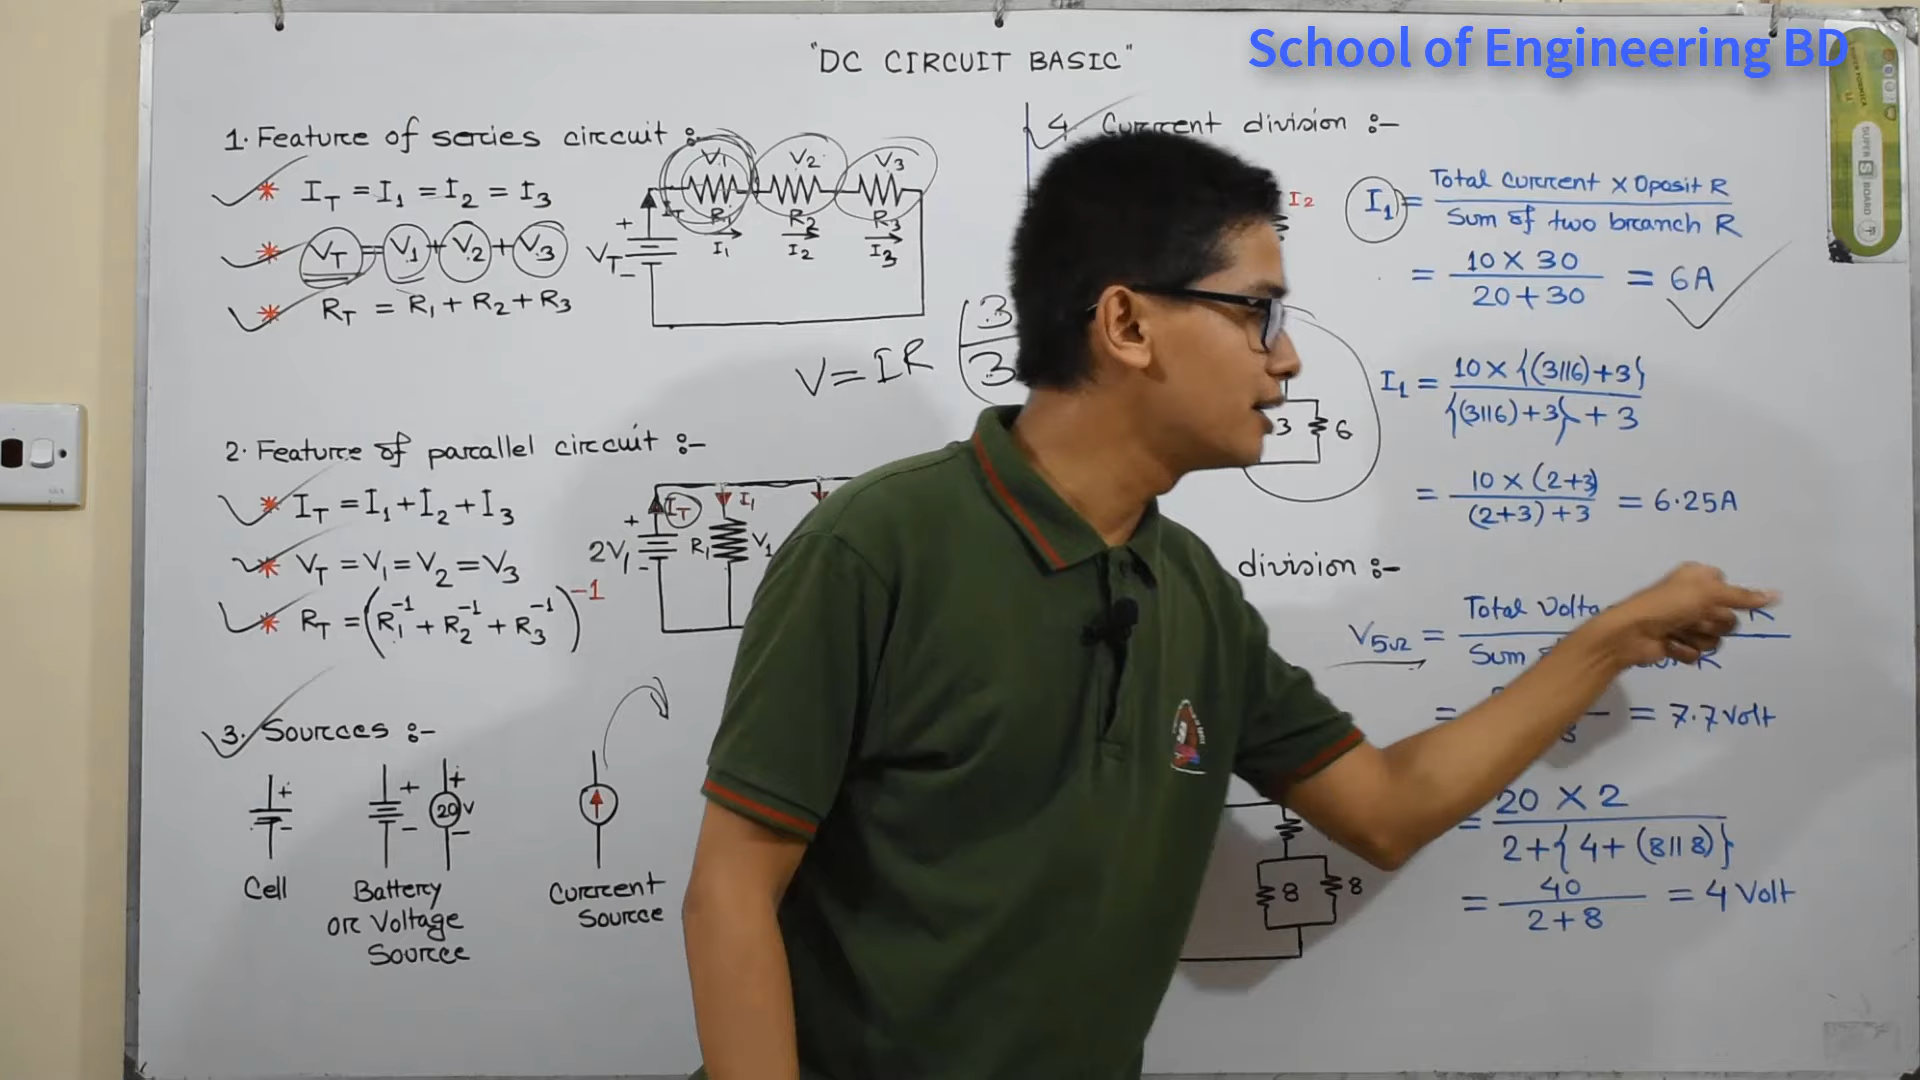 "DC CIRCUIT BASIC"
School of Engineering BD
1. Feature of series circuit :-
* I_T = I_1 = I_2 = I_3
* V_T = V_1 + V_2 + V_3
* R_T = R_1 + R_2 + R_3
V_1 V_2 V_3
I_T R_1 R_2 R_3
+ V_T - I_1 I_2 I_3
V = IR
3
3
2. Feature of parallel circuit :-
* I_T = I_1 + I_2 + I_3
* V_T = V_1 = V_2 = V_3
* R_T = (R_1^-1 + R_2^-1 + R_3^-1)^-1
I_T I_1
+ 2V - R_1 V_1
3. Sources :-
+ -
+ -
+ 20 V -
Cell
Battery
or Voltage
Source
Current
Source
4. Current division :-
I_2
I_1 = Total current X Oposit R
Sum of two branch R
= 10 X 30
20 + 30
= 6A
3 6
I_1 = 10 X {(3||6)+3}
{(3||6)+3} + 3
= 10 X (2+3)
(2+3)+3
= 6.25A
division :-
V_5Ω = Total R
Sum R
= = 7.7 Volt
= 20 X 2
2+{4+(8||8)}
= 40
2+8
= 4 Volt
8 8
SUPER BOARD